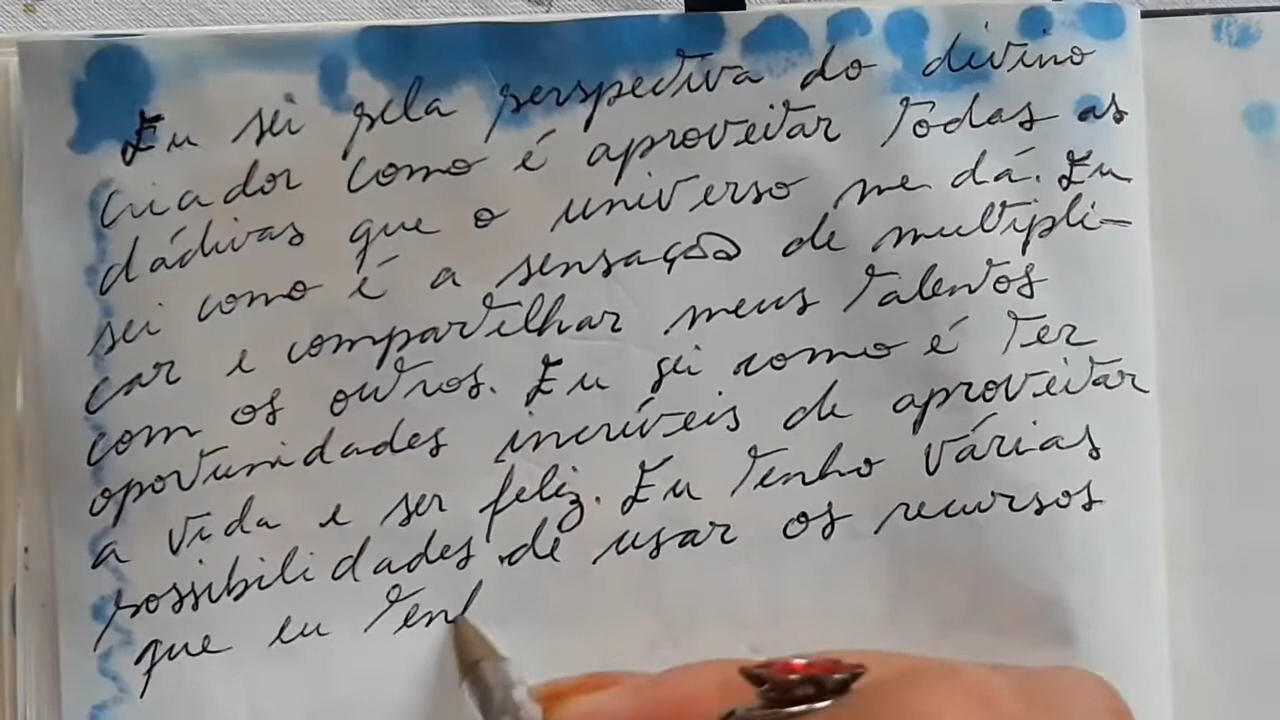 Eu sei pela perspectiva do divino
criador como é aproveitar todas as
dádivas que o universo me dá. Eu
sei como é a sensação de multipli-
car e compartilhar meus talentos
com os outros. Eu sei como é ter
oportunidades incríveis de aproveitar
a vida e ser feliz. Eu tenho várias
possibilidades de usar os recursos
que eu tenh